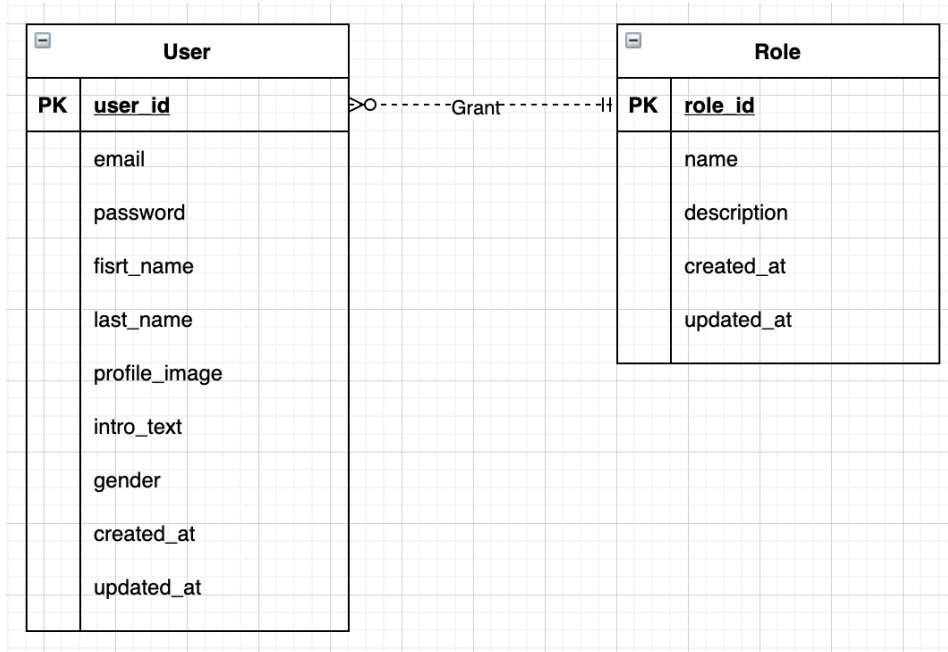 User
PK user_id
email
password
fisrt_name
last_name
profile_image
intro_text
gender
created_at
updated_at
Grant
Role
PK role_id
name
description
created_at
updated_at